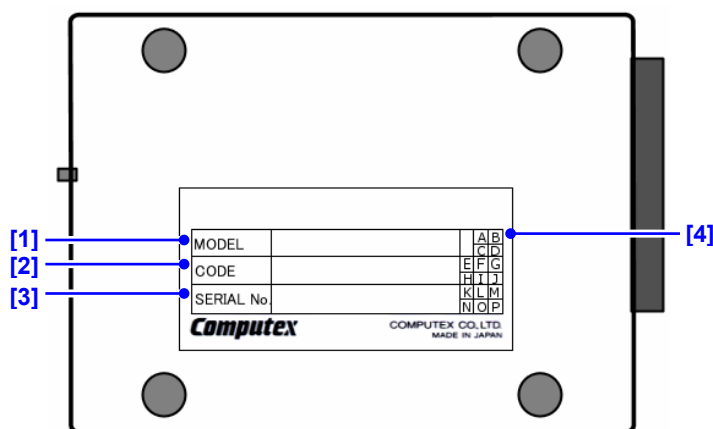 [1] MODEL A B [4]
C D
[2] CODE E F G
H I J
[3] SERIAL No. K L M
N O P
Computex COMPUTEX CO.,LTD.
MADE IN JAPAN